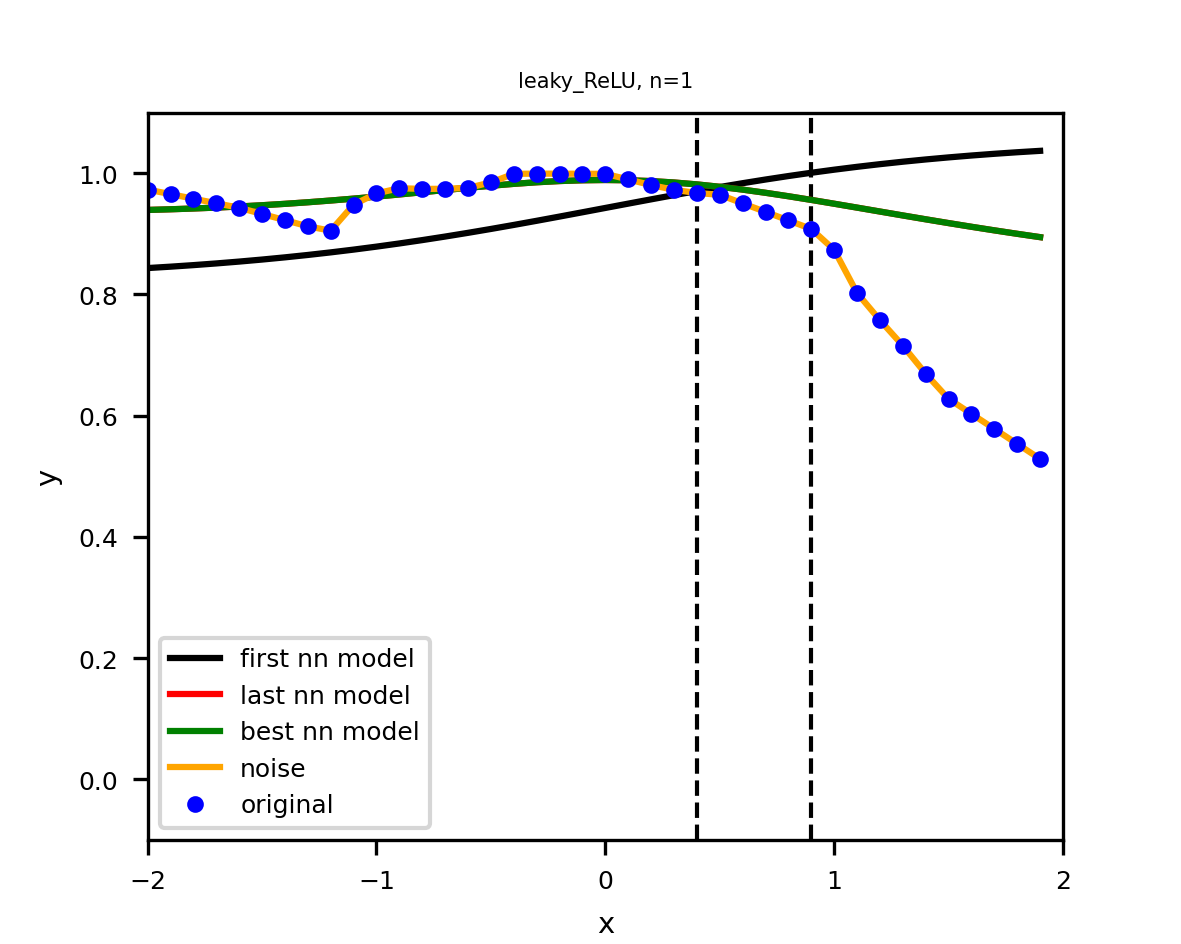 leaky_ReLU, n=1
1.0
0.8
0.6
0.4
0.2
0.0
y
first nn model
last nn model
best nn model
noise
original
−2
−1
0
1
2
x